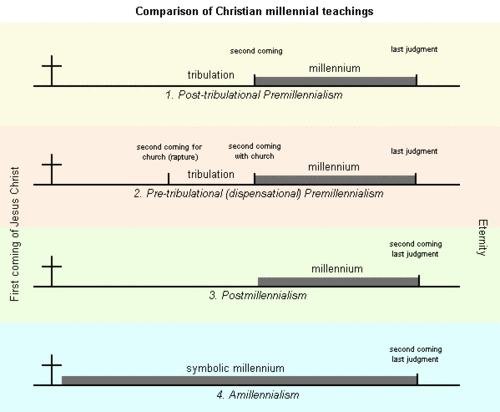 Comparison of Christian millennial teachings
First coming of Jesus Christ
second coming
last judgment
tribulation
millennium
1. Post-tribulational Premillennialism
second coming for
church (rapture)
second coming
with church
last judgment
tribulation
millennium
2. Pre-tribulational (dispensational) Premillennialism
second coming
last judgment
millennium
3. Postmillennialism
second coming
last judgment
symbolic millennium
4. Amillennialism
Eternity